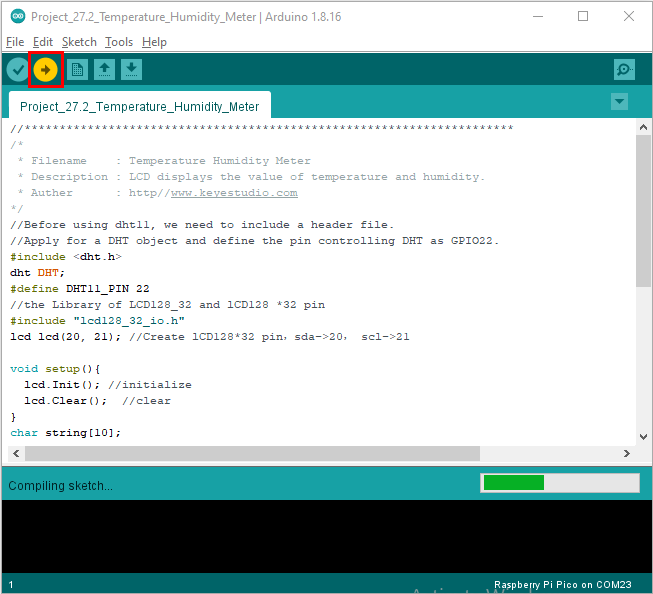 Project_27.2_Temperature_Humidity_Meter | Arduino 1.8.16
File Edit Sketch Tools Help
Project_27.2_Temperature_Humidity_Meter
//**********************************************************************
/*
 * Filename    : Temperature Humidity Meter
 * Description : LCD displays the value of temperature and humidity.
 * Auther      : http//www.keyestudio.com
*/
//Before using dht11, we need to include a header file.
//Apply for a DHT object and define the pin controlling DHT as GPIO22.
#include <dht.h>
dht DHT;
#define DHT11_PIN 22
//the Library of LCD128_32 and lCD128 *32 pin
#include "lcd128_32_io.h"
lcd lcd(20, 21); //Create lCD128*32 pin，sda->20， scl->21
void setup(){
  lcd.Init(); //initialize
  lcd.Clear();  //clear
}
char string[10];
Compiling sketch...
1
Raspberry Pi Pico on COM23